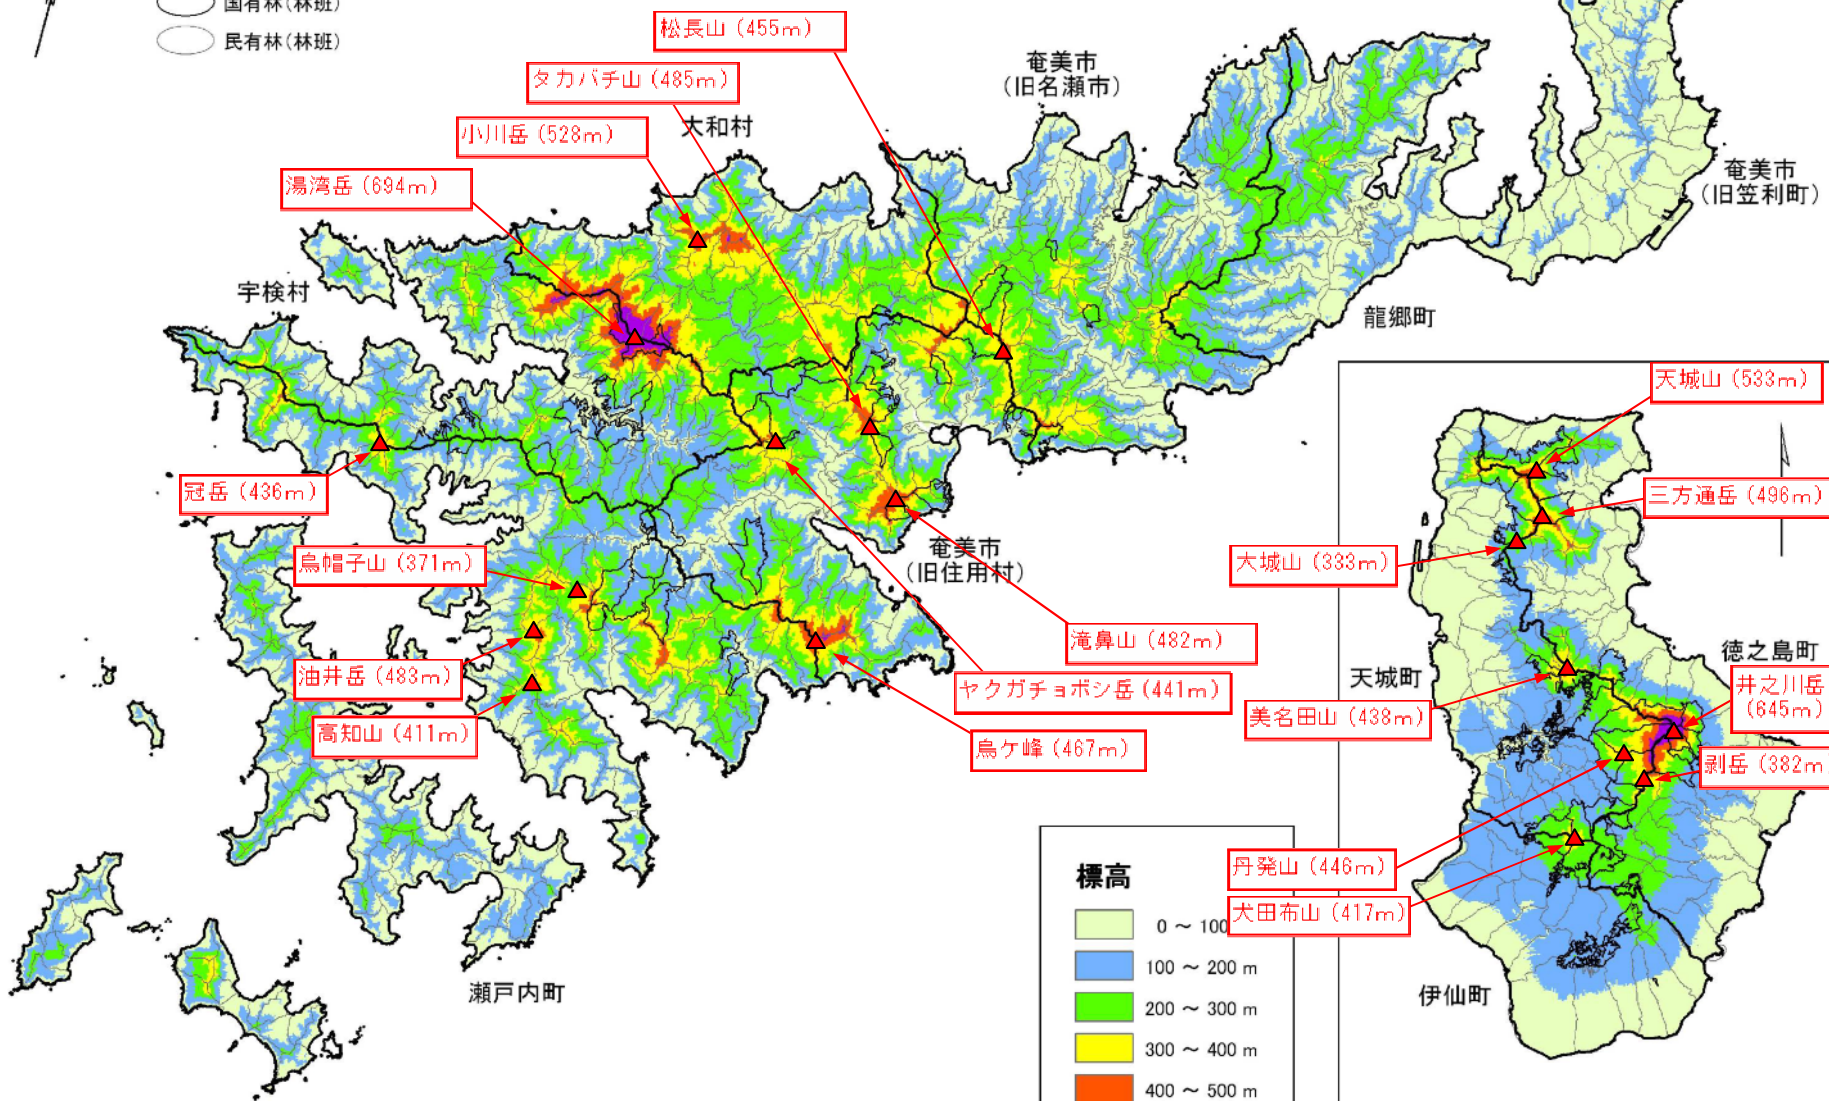 国有林(林班)
民有林(林班)
松長山（455m）
タカバチ山（485m）
小川岳（528m）
湯湾岳（694m）
大和村
奄美市
（旧名瀬市）
奄美市
（旧笠利町）
宇検村
龍郷町
冠岳（436m）
烏帽子山（371m）
油井岳（483m）
高知山（411m）
奄美市
（旧住用村）
滝鼻山（482m）
ヤクガチョボシ岳（441m）
烏ケ峰（467m）
瀬戸内町
天城山（533m）
三方通岳（496m）
大城山（333m）
天城町
徳之島町
井之川岳
（645m）
美名田山（438m）
剥岳（382m
丹発山（446m）
犬田布山（417m）
伊仙町
標高
0 ～ 100
100 ～ 200 m
200 ～ 300 m
300 ～ 400 m
400 ～ 500 m